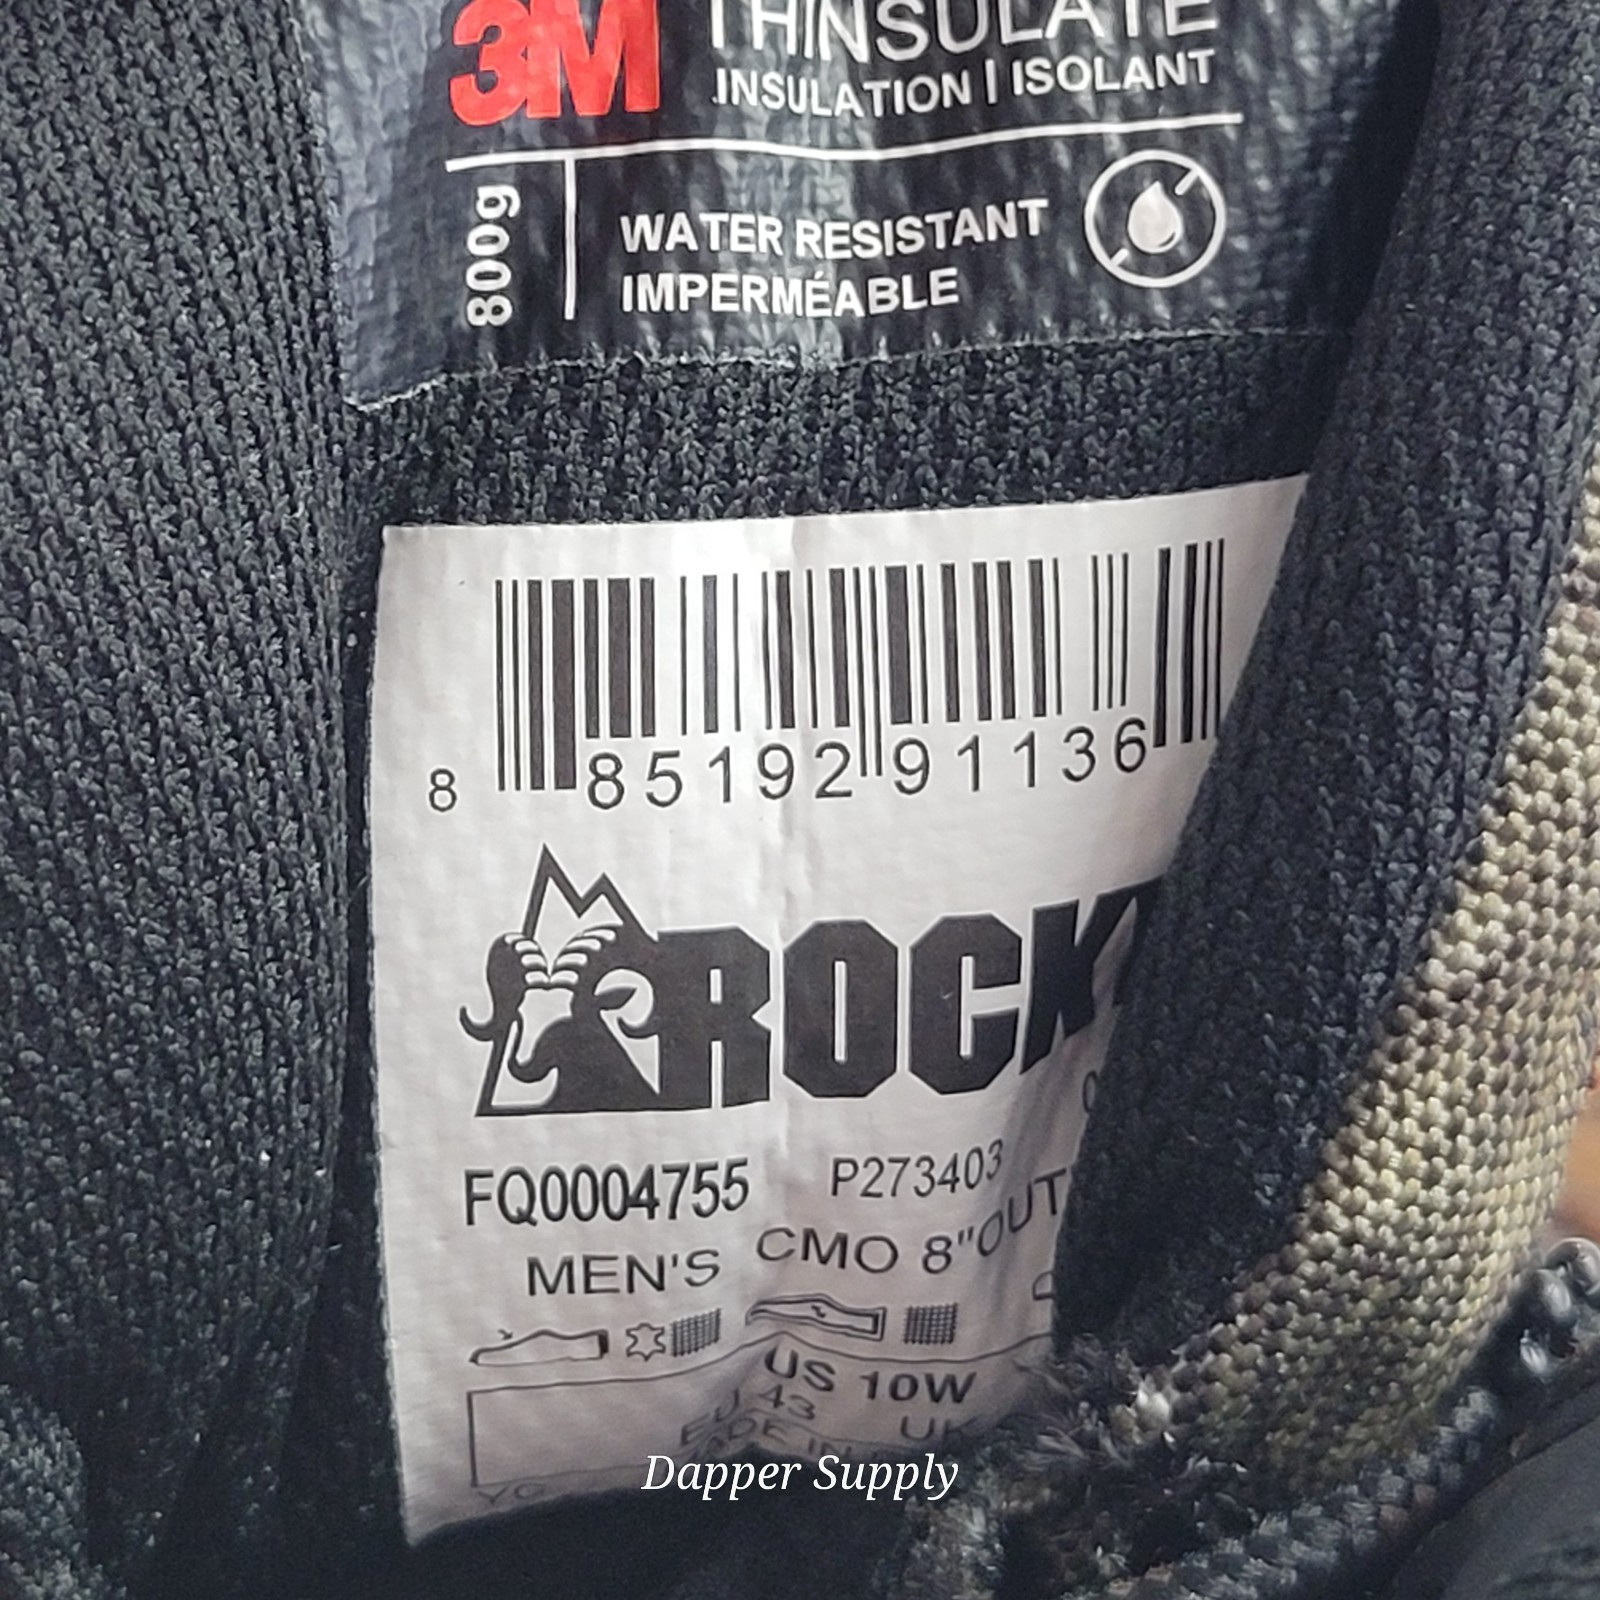 3M THINSULATE
INSULATION | ISOLANT
800g
WATER RESISTANT
IMPERMÉABLE
8 85192 91136
ROCK
FQ0004755 P273403
MEN'S CMO 8"OUT
US 10W
EU 43 UK
Dapper Supply